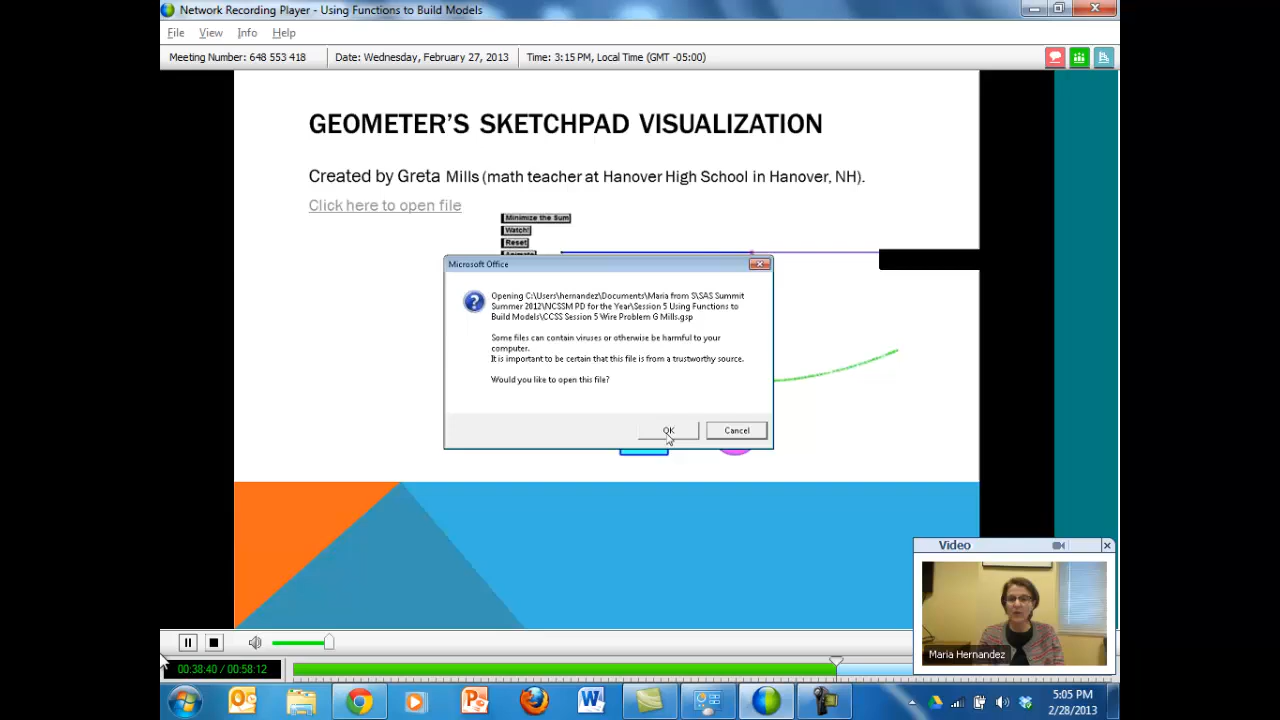 Network Recording Player - Using Functions to Build Models
File View Info Help
Meeting Number: 648 553 418 Date: Wednesday, February 27, 2013 Time: 3:15 PM, Local Time (GMT -05:00)
GEOMETER'S SKETCHPAD VISUALIZATION
Created by Greta Mills (math teacher at Hanover High School in Hanover, NH).
Click here to open file
Minimize the Sum
Watch!
Reset
Microsoft Office
Opening C:\Users\hernandez\Documents\Maria from S\SAS Summit
Summer 2012\NCSSM PD for the Year\Session 5 Using Functions to
Build Models\CCSS Session 5 Wire Problem G Mills.gsp
Some files can contain viruses or otherwise be harmful to your
computer.
It is important to be certain that this file is from a trustworthy source.
Would you like to open this file?
OK Cancel
Video
Maria Hernandez
00:38:40 / 00:58:12
5:05 PM
2/28/2013